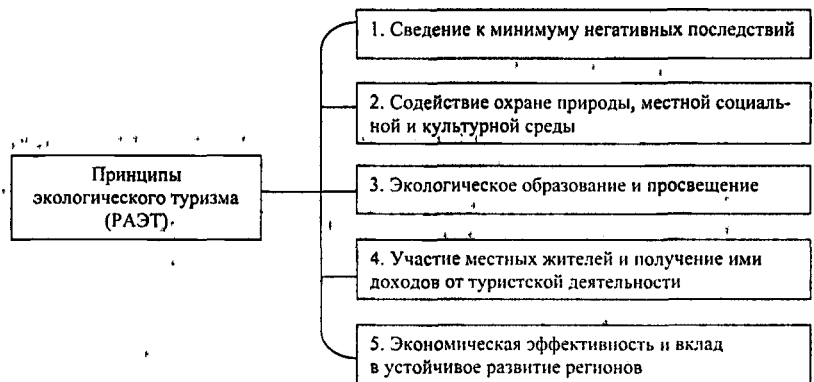 1. Сведение к минимуму негативных последствий
2. Содействие охране природы, местной социаль-
ной и культурной среды
Принципы
экологического туризма
(РАЭТ)
3. Экологическое образование и просвещение
4. Участие местных жителей и получение ими
доходов от туристской деятельности
5. Экономическая эффективность и вклад
в устойчивое развитие регионов